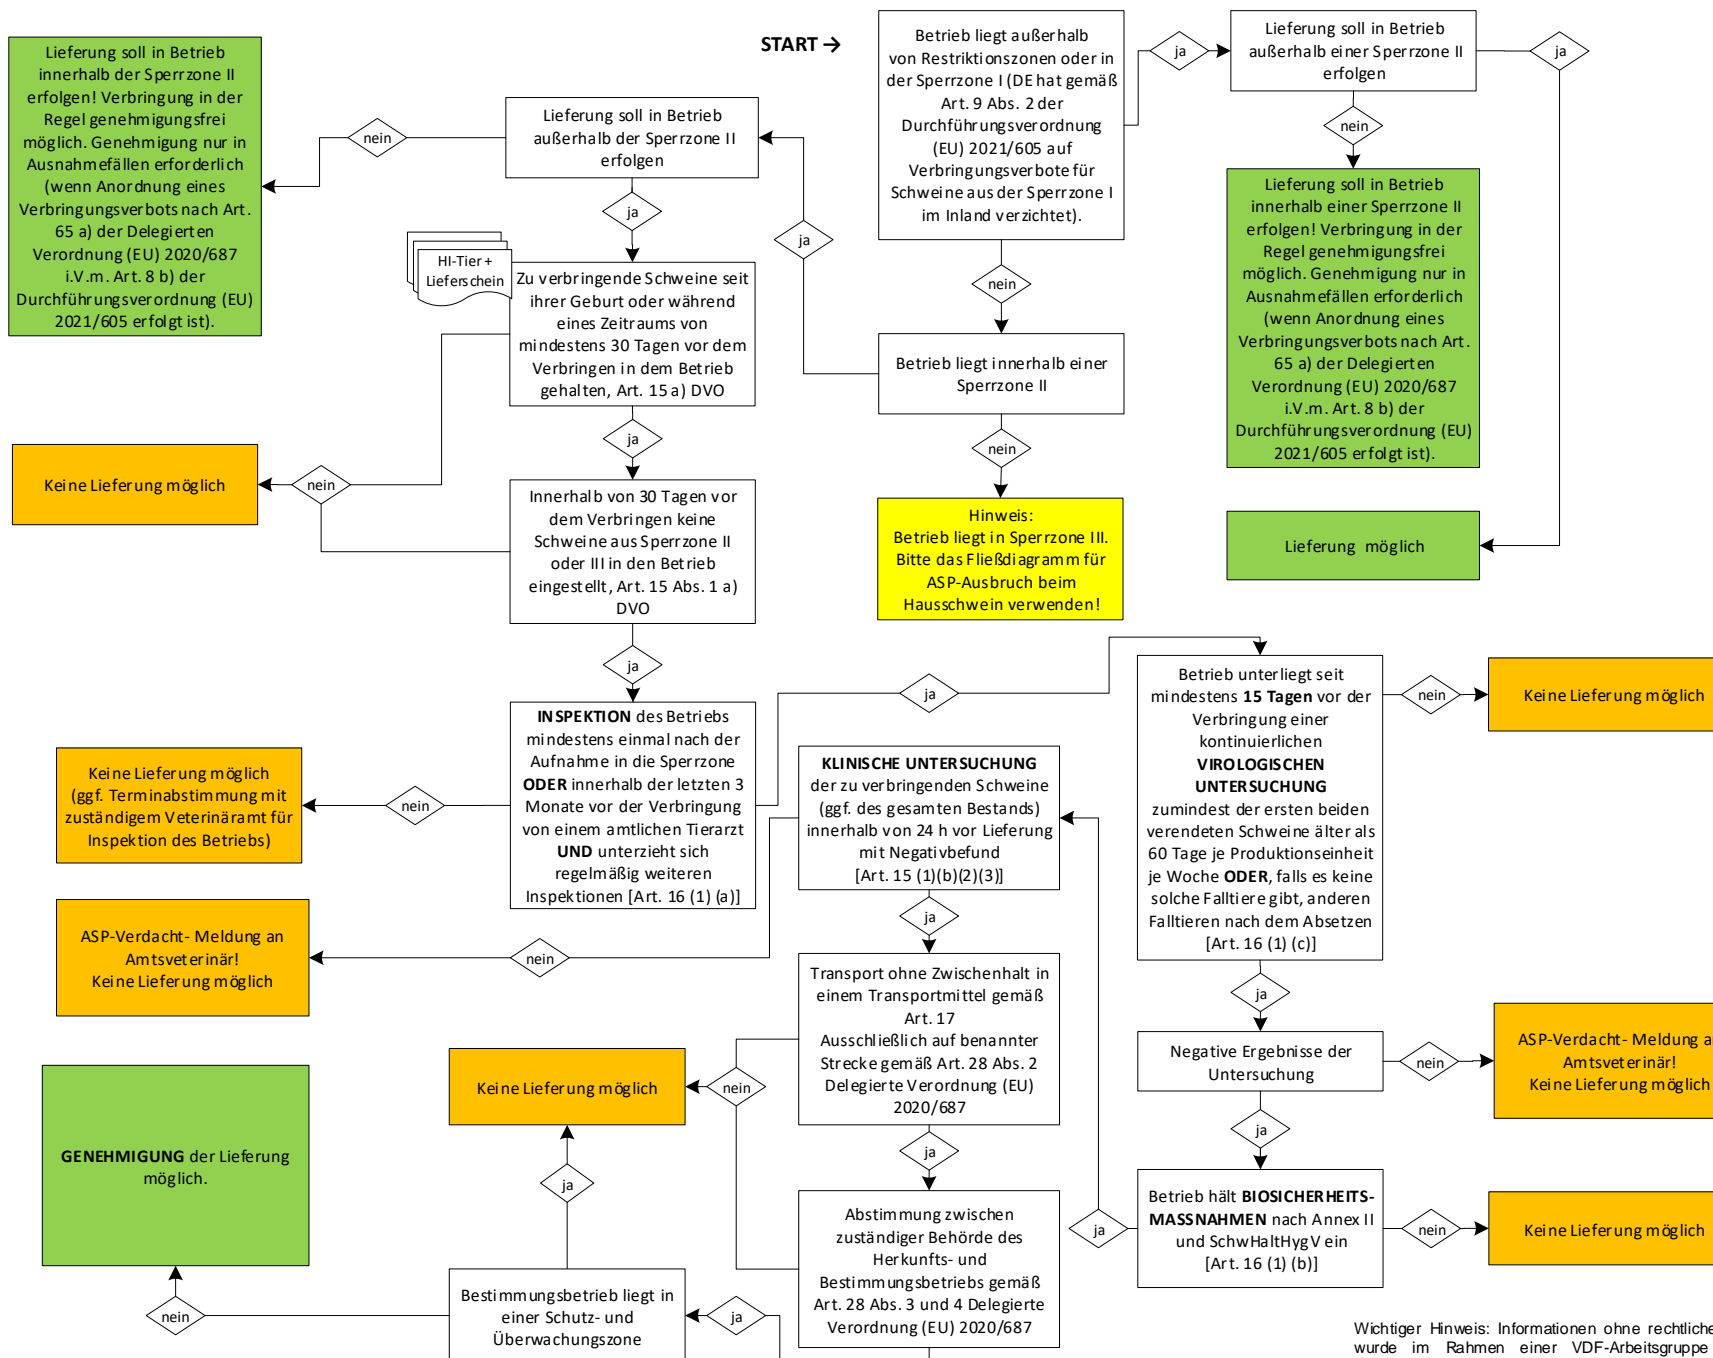 START →
Betrieb liegt außerhalb
von Restriktionszonen oder in
der Sperrzone I (DE hat gemäß
Art. 9 Abs. 2 der
Durchführungsverordnung
(EU) 2021/605 auf
Verbringungsverbote für
Schweine aus der Sperrzone I
im Inland verzichtet).
ja
Lieferung soll in Betrieb
außerhalb einer Sperrzone II
erfolgen
ja
nein
Lieferung soll in Betrieb
innerhalb einer Sperrzone II
erfolgen! Verbringung in der
Regel genehmigungsfrei
möglich. Genehmigung nur in
Ausnahmefällen erforderlich
(wenn Anordnung eines
Verbringungsverbots nach Art.
65 a) der Delegierten
Verordnung (EU) 2020/687
i.V.m. Art. 8 b) der
Durchführungsverordnung (EU)
2021/605 erfolgt ist).
Lieferung möglich
nein
Betrieb liegt innerhalb einer
Sperrzone II
nein
Hinweis:
Betrieb liegt in Sperrzone III.
Bitte das Fließdiagramm für
ASP-Ausbruch beim
Hausschwein verwenden!
ja
Lieferung soll in Betrieb
außerhalb der Sperrzone II
erfolgen
nein
Lieferung soll in Betrieb
innerhalb der Sperrzone II
erfolgen! Verbringung in der
Regel genehmigungsfrei
möglich. Genehmigung nur in
Ausnahmefällen erforderlich
(wenn Anordnung eines
Verbringungsverbots nach Art.
65 a) der Delegierten
Verordnung (EU) 2020/687
i.V.m. Art. 8 b) der
Durchführungsverordnung (EU)
2021/605 erfolgt ist).
ja
HI-Tier +
Lieferschein
Zu verbringende Schweine seit
ihrer Geburt oder während
eines Zeitraums von
mindestens 30 Tagen vor dem
Verbringen in dem Betrieb
gehalten, Art. 15 a) DVO
ja
nein
Keine Lieferung möglich
Innerhalb von 30 Tagen vor
dem Verbringen keine
Schweine aus Sperrzone II
oder III in den Betrieb
eingestellt, Art. 15 Abs. 1 a)
DVO
ja
INSPEKTION des Betriebs
mindestens einmal nach der
Aufnahme in die Sperrzone
ODER innerhalb der letzten 3
Monate vor der Verbringung
von einem amtlichen Tierarzt
UND unterzieht sich
regelmäßig weiteren
Inspektionen [Art. 16 (1) (a)]
nein
Keine Lieferung möglich
(ggf. Terminabstimmung mit
zuständigem Veterinäramt für
Inspektion des Betriebs)
ja
Betrieb unterliegt seit
mindestens 15 Tagen vor der
Verbringung einer
kontinuierlichen
VIROLOGISCHEN
UNTERSUCHUNG
zumindest der ersten beiden
verendeten Schweine älter als
60 Tage je Produktionseinheit
je Woche ODER, falls es keine
solche Falltiere gibt, anderen
Falltieren nach dem Absetzen
[Art. 16 (1) (c)]
nein
Keine Lieferung möglich
ja
Negative Ergebnisse der
Untersuchung
nein
ASP-Verdacht- Meldung a
Amtsveterinär!
Keine Lieferung möglich
ja
Betrieb hält BIOSICHERHEITS-
MASSNAHMEN nach Annex II
und SchwHaltHygV ein
[Art. 16 (1) (b)]
nein
Keine Lieferung möglich
ja
KLINISCHE UNTERSUCHUNG
der zu verbringenden Schweine
(ggf. des gesamten Bestands)
innerhalb von 24 h vor Lieferung
mit Negativbefund
[Art. 15 (1)(b)(2)(3)]
nein
ASP-Verdacht- Meldung an
Amtsveterinär!
Keine Lieferung möglich
ja
Transport ohne Zwischenhalt in
einem Transportmittel gemäß
Art. 17
Ausschließlich auf benannter
Strecke gemäß Art. 28 Abs. 2
Delegierte Verordnung (EU)
2020/687
nein
Keine Lieferung möglich
ja
Abstimmung zwischen
zuständiger Behörde des
Herkunfts- und
Bestimmungsbetriebs gemäß
Art. 28 Abs. 3 und 4 Delegierte
Verordnung (EU) 2020/687
ja
Bestimmungsbetrieb liegt in
einer Schutz- und
Überwachungszone
ja
nein
GENEHMIGUNG der Lieferung
möglich.
Wichtiger Hinweis: Informationen ohne rechtliche
wurde im Rahmen einer VDF-Arbeitsgruppe